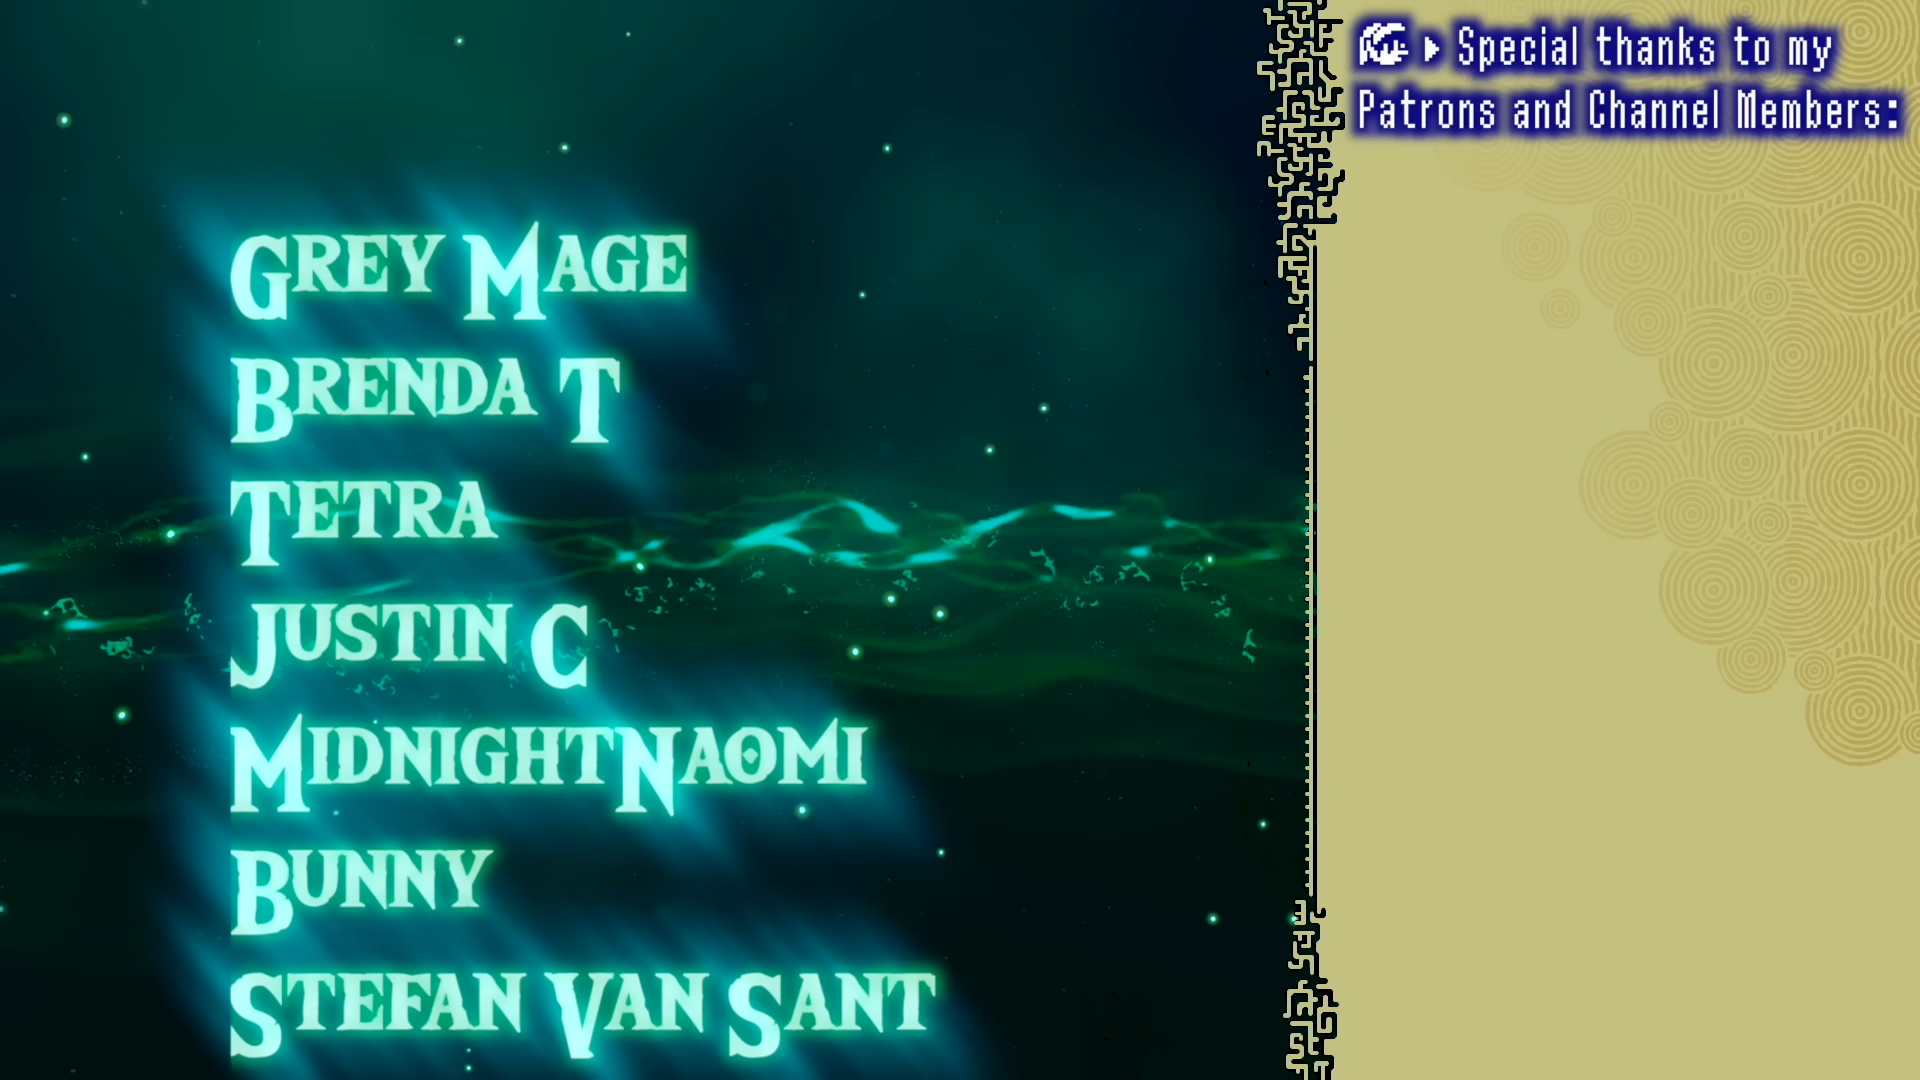 Special thanks to my
Patrons and Channel Members:
Grey Mage
Brenda T
Tetra
Justin C
MidnightNaomi
Bunny
Stefan Van Sant